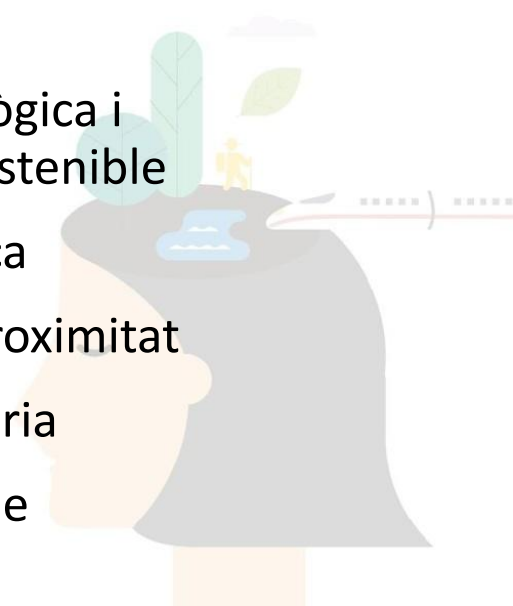 ògica i
stenible
ca
roximitat
ria
e